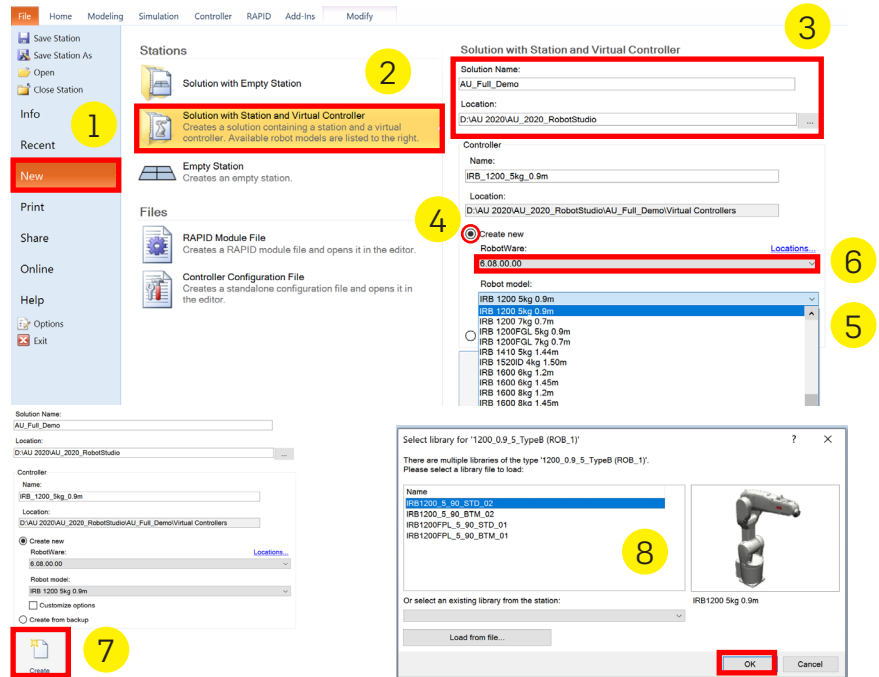 File Home Modeling Simulation Controller RAPID Add-Ins Modify
Save Station
Save Station As
Open
Close Station
Info
Recent
New
Print
Share
Online
Help
Options
Exit
1
Stations
2
Solution with Empty Station
Solution with Station and Virtual Controller
Creates a solution containing a station and a virtual
controller. Available robot models are listed to the right.
Empty Station
Creates an empty station.
Files
RAPID Module File
Creates a RAPID module file and opens it in the editor.
Controller Configuration File
Creates a standalone configuration file and opens it in
the editor.
3
Solution with Station and Virtual Controller
Solution Name:
AU_Full_Demo
Location:
D:\AU 2020\AU_2020_RobotStudio ...
Controller
Name:
IRB_1200_5kg_0.9m
Location:
D:\AU 2020\AU_2020_RobotStudio\AU_Full_Demo\Virtual Controllers
4
Create new
RobotWare: Locations...
6.08.00.00
6
Robot model:
IRB 1200 5kg 0.9m
5
IRB 1200 5kg 0.9m
IRB 1200 7kg 0.7m
IRB 1200FGL 5kg 0.9m
IRB 1200FGL 7kg 0.7m
IRB 1410 5kg 1.44m
IRB 1520ID 4kg 1.50m
IRB 1600 6kg 1.2m
IRB 1600 6kg 1.45m
IRB 1600 8kg 1.2m
IRB 1600 8kg 1.45m
Solution Name:
AU_Full_Demo
Location:
D:\AU 2020\AU_2020_RobotStudio ...
Controller
Name:
IRB_1200_5kg_0.9m
Location:
D:\AU 2020\AU_2020_RobotStudio\AU_Full_Demo\Virtual Controllers
Create new
RobotWare: Locations...
6.08.00.00
Robot model:
IRB 1200 5kg 0.9m
Customize options
Create from backup
Create
7
Select library for '1200_0.9_5_TypeB (ROB_1)' ? X
There are multiple libraries of the type '1200_0.9_5_TypeB (ROB_1)'.
Please select a library file to load:
Name
IRB1200_5_90_STD_02
IRB1200_5_90_BTM_02
IRB1200FPL_5_90_STD_01
IRB1200FPL_5_90_BTM_01
8
Or select an existing library from the station:
IRB1200 5kg 0.9m
Load from file...
OK Cancel